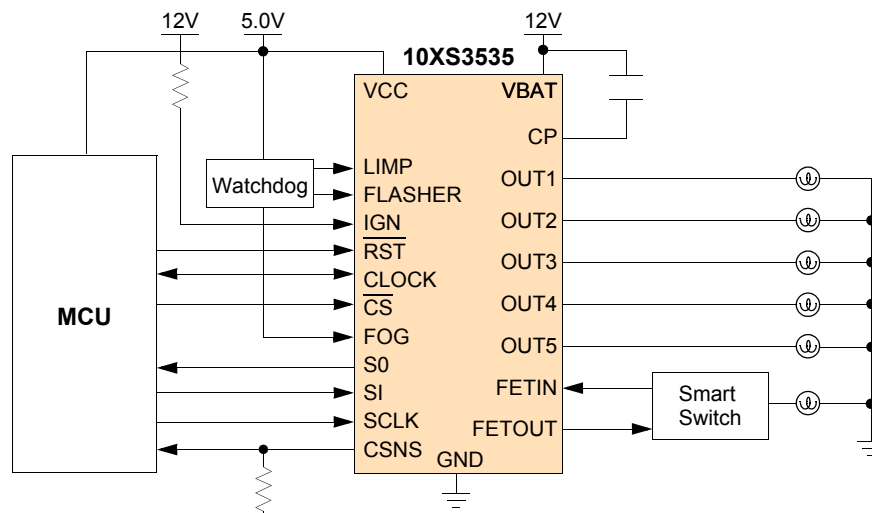 12V 5.0V 12V
10XS3535
VCC VBAT
CP
LIMP
FLASHER
IGN
RST
CLOCK
CS
FOG
S0
SI
SCLK
CSNS
GND
OUT1
OUT2
OUT3
OUT4
OUT5
FETIN
FETOUT
Watchdog
MCU
Smart
Switch